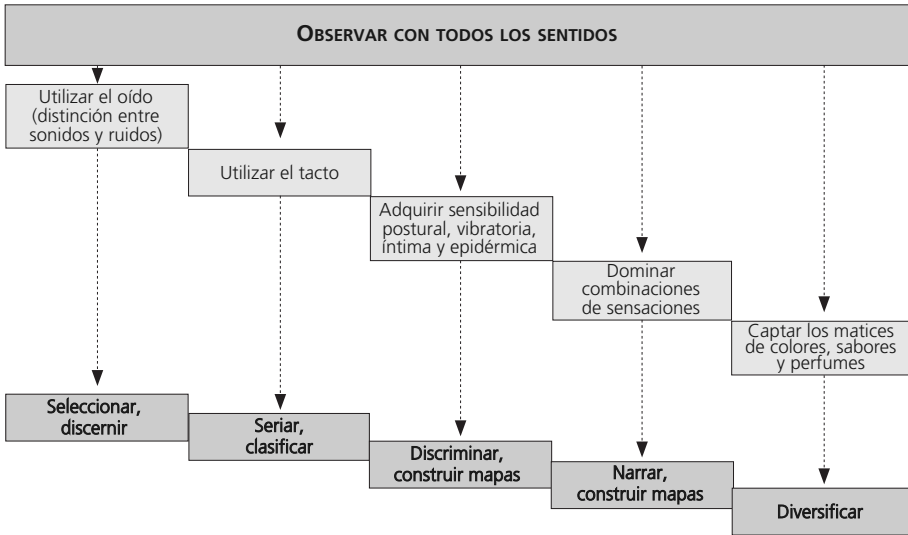 OBSERVAR CON TODOS LOS SENTIDOS
Utilizar el oído
(distinción entre
sonidos y ruidos)
Utilizar el tacto
Adquirir sensibilidad
postural, vibratoria,
íntima y epidérmica
Dominar
combinaciones
de sensaciones
Captar los matices
de colores, sabores
y perfumes
Seleccionar,
discernir
Seriar,
clasificar
Discriminar,
construir mapas
Narrar,
construir mapas
Diversificar